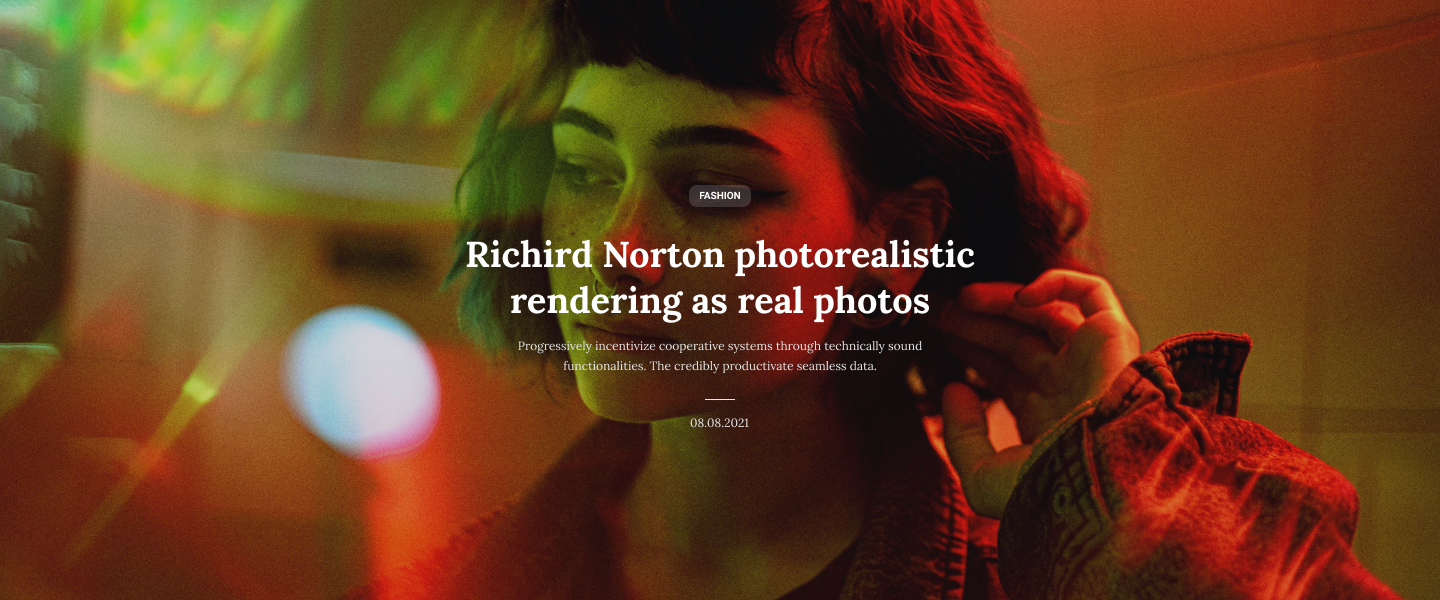 FASHION
Richird Norton photorealistic
rendering as real photos
Progressively incentivize cooperative systems through technically sound
functionalities. The credibly productivate seamless data.
08.08.2021